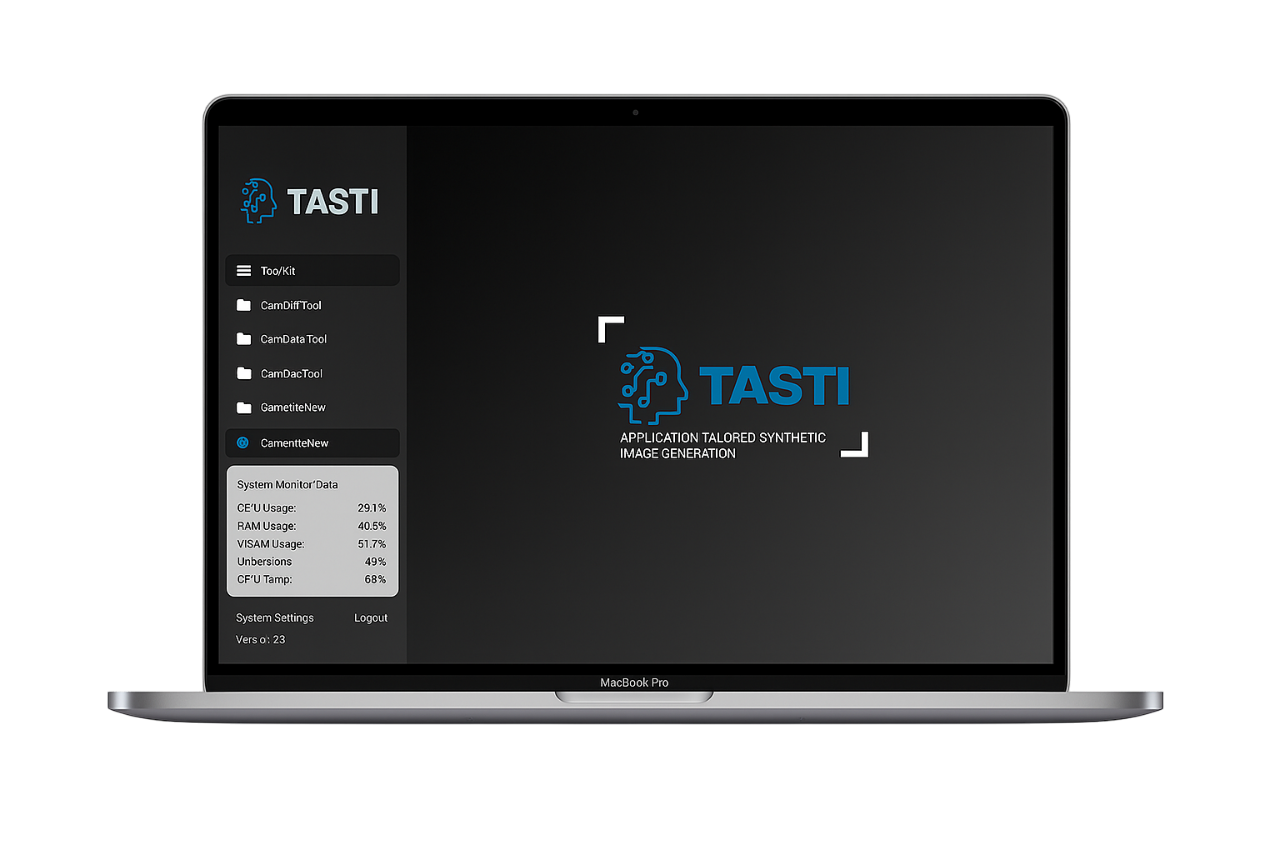 TASTI
Too/Kit
CamDiffTool
CamData Tool
CamDacTool
GametiteNew
CamentteNew
System Monitor'Data
CE'U Usage: 29.1%
RAM Usage: 40.5%
VISAM Usage: 51.7%
Unbersions 49%
CF'U Tamp: 68%
System Settings Logout
Vers o': 23
TASTI
APPLICATION TALORED SYNTHETIC
IMAGE GENERATION
MacBook Pro